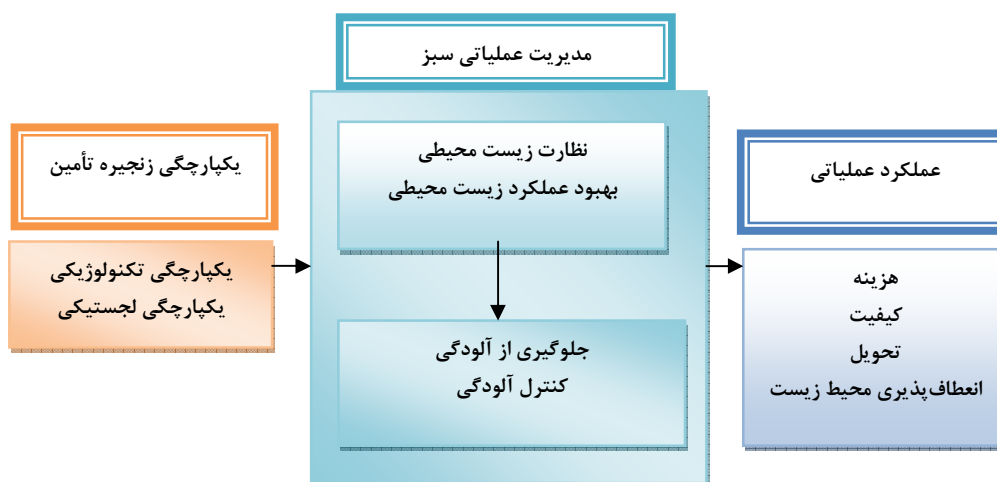 مدیریت عملیاتی سبز
یکپارچگی زنجیره تأمین
یکپارچگی تکنولوژیکی
یکپارچگی لجستیکی
نظارت زیست محیطی
بهبود عملکرد زیست محیطی
جلوگیری از آلودگی
کنترل آلودگی
عملکرد عملیاتی
هزینه
کیفیت
تحویل
انعطاف‌پذیری محیط زیست